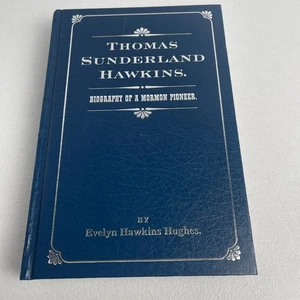 THOMAS
SUNDERLAND
HAWKINS.
BIOGRAPHY OF A MORMON PIONEER.
BY
Evelyn Hawkins Hughes.